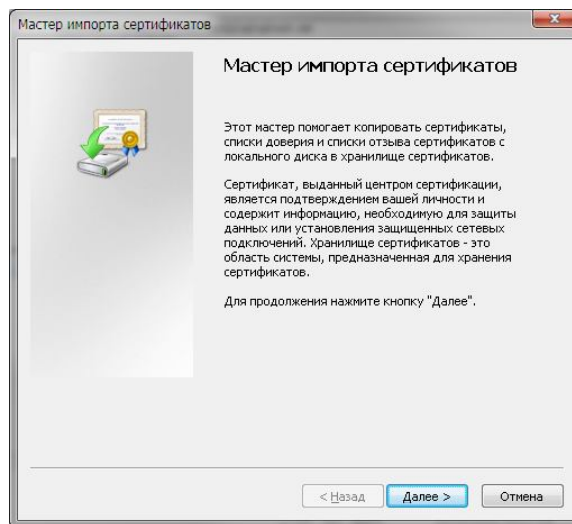 Мастер импорта сертификатов
Мастер импорта сертификатов
Этот мастер помогает копировать сертификаты,
списки доверия и списки отзыва сертификатов с
локального диска в хранилище сертификатов.
Сертификат, выданный центром сертификации,
является подтверждением вашей личности и
содержит информацию, необходимую для защиты
данных или установления защищенных сетевых
подключений. Хранилище сертификатов - это
область системы, предназначенная для хранения
сертификатов.
Для продолжения нажмите кнопку "Далее".
< Назад Далее > Отмена